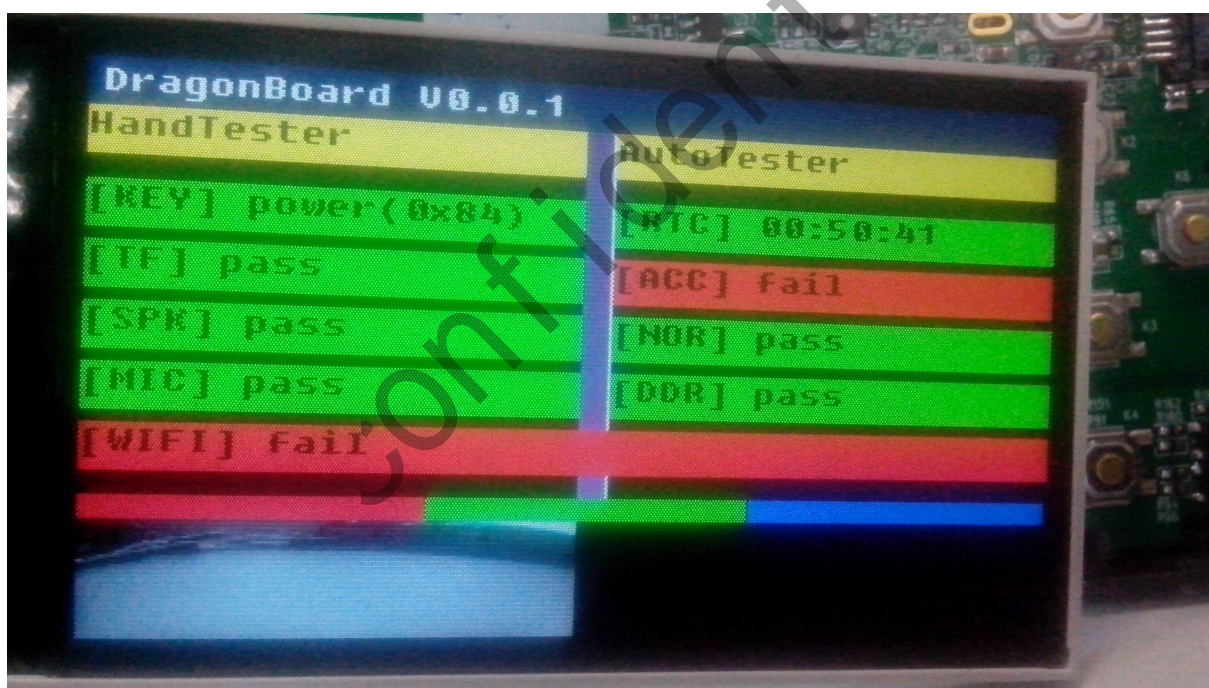 DragonBoard V0.0.1
HandTester
[KEY] power(0x84)
[TF] pass
[SPK] pass
[MIC] pass
[WIFI] fail
AutoTester
[RTC] 00:50:41
[ACC] fail
[NOR] pass
[DDR] pass
confident